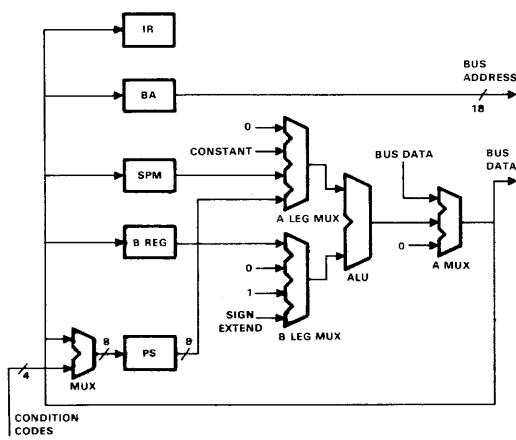 IR
BUS
ADDRESS
BA
18
0
CONSTANT
BUS DATA
BUS
DATA
SPM
A LEG MUX
B REG
0
ALU
0
A MUX
1
SIGN
EXTEND
B LEG MUX
8
PS
8
4
MUX
CONDITION
CODES